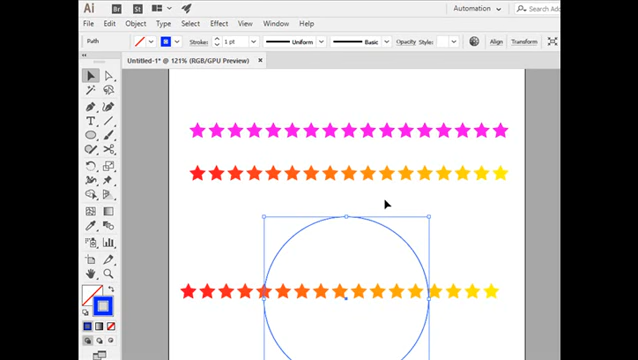 Ai Br St Automation Search Ado
File Edit Object Type Select Effect View Window Help
Path Stroke: 1 pt Uniform Basic Opacity Style: Align Transform
Untitled-1* @ 121% (RGB/GPU Preview) ×